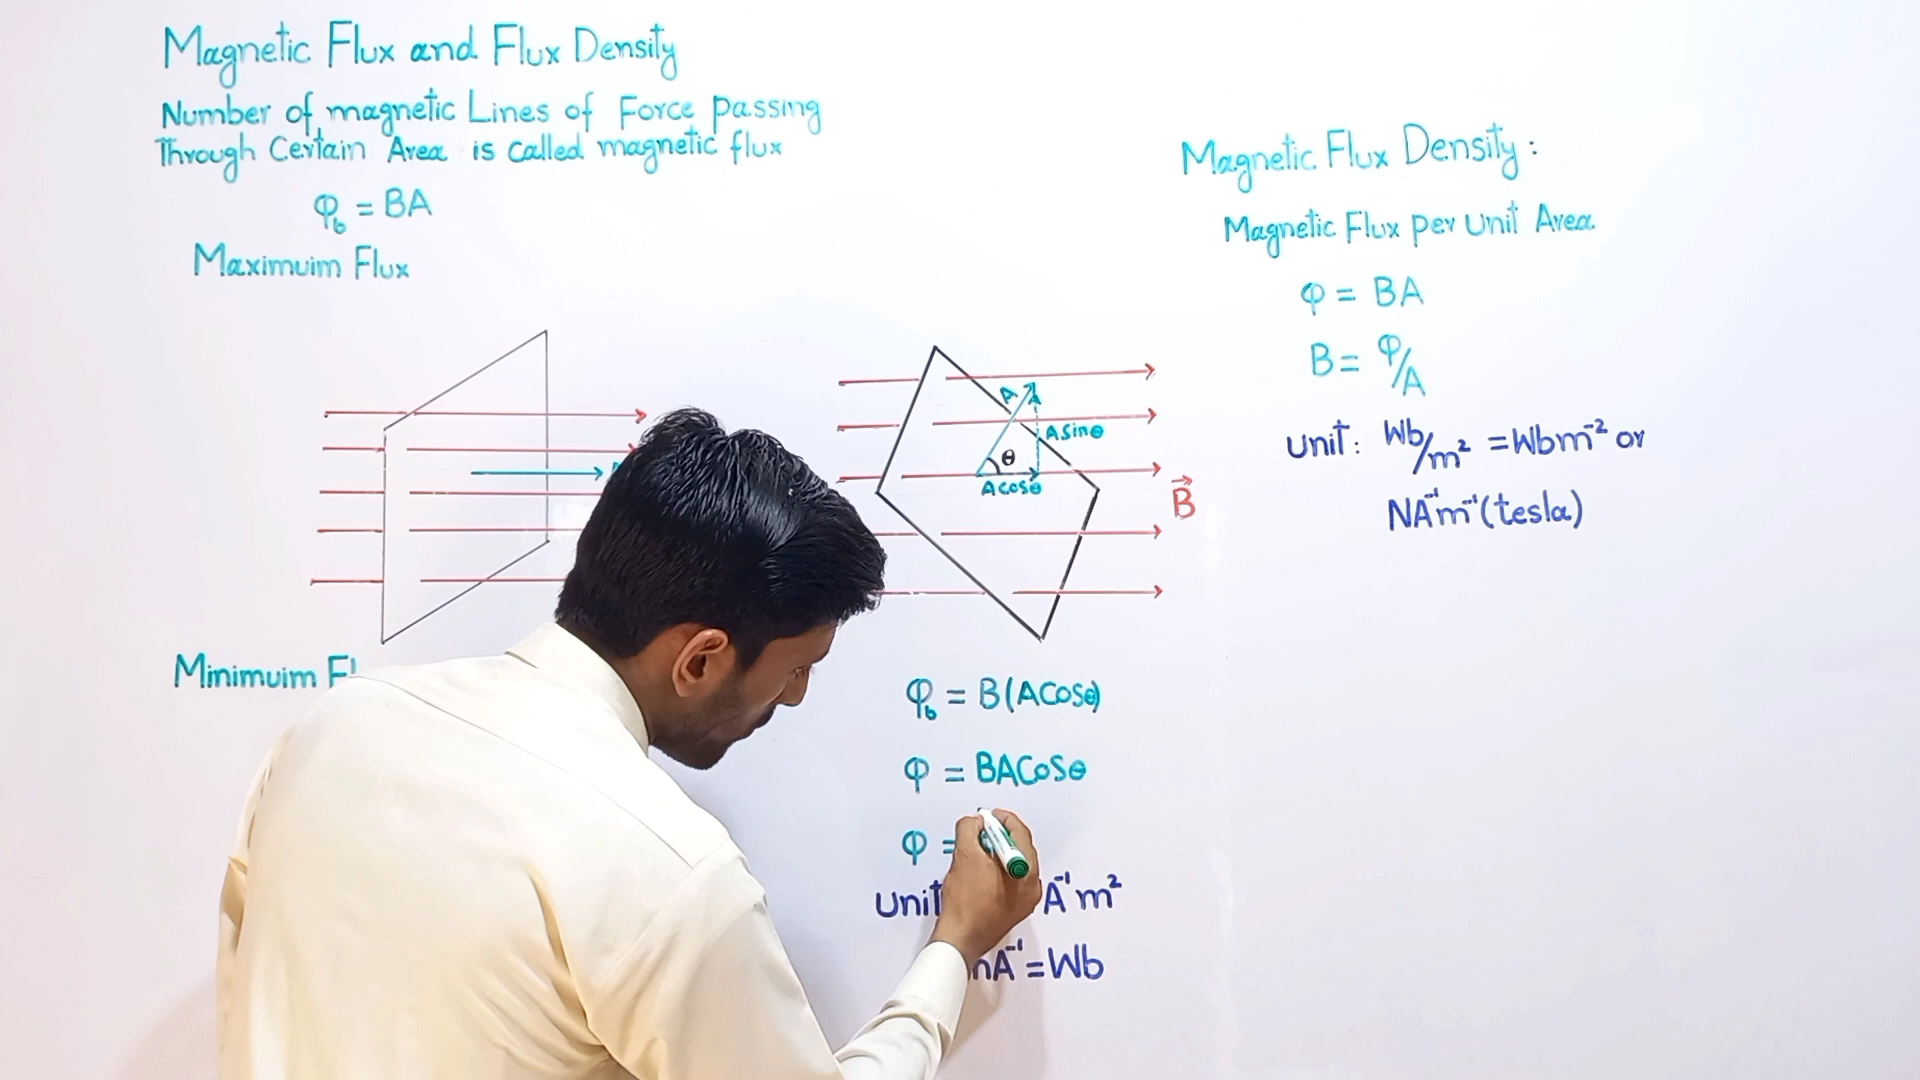 Magnetic Flux and Flux Density
Number of magnetic Lines of Force passing
Through Certain Area is called magnetic flux
φb = BA
Maximuim Flux
A
A
Asinθ
θ
Acosθ
B⃗
Minimuim
φb = B(ACosθ)
φ = BACosθ
φ =
Unit A⁻¹m²
A⁻¹=Wb
Magnetic Flux Density:
Magnetic Flux per Unit Area
φ = BA
B = φ/A
Unit: Wb/m² = Wbm⁻² or
NA⁻¹m⁻¹(tesla)